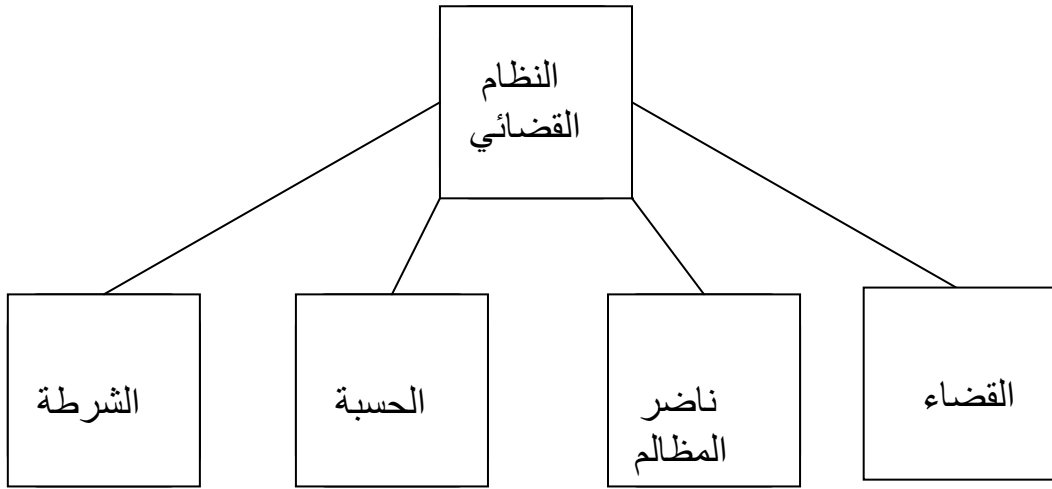 النظام
القضائي
القضاء
ناضر
المظالم
الحسبة
الشرطة